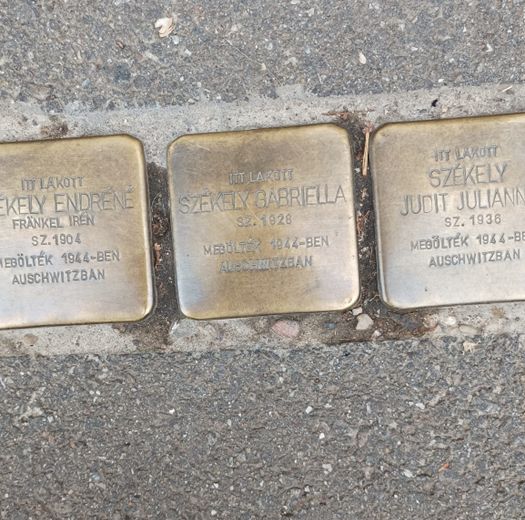 ITT LAKOTT
ÉKELY ENDRÉNÉ
FRÄNKEL IRÉN
SZ. 1904
MEGÖLTÉK 1944-BEN
AUSCHWITZBAN
ITT LAKOTT
SZÉKELY GABRIELLA
SZ. 1928
MEGÖLTÉK 1944-BEN
AUSCHWITZBAN
ITT LAKOTT
SZÉKELY
JUDIT JULIANN
SZ. 1936
MEGÖLTÉK 1944-BE
AUSCHWITZBAN